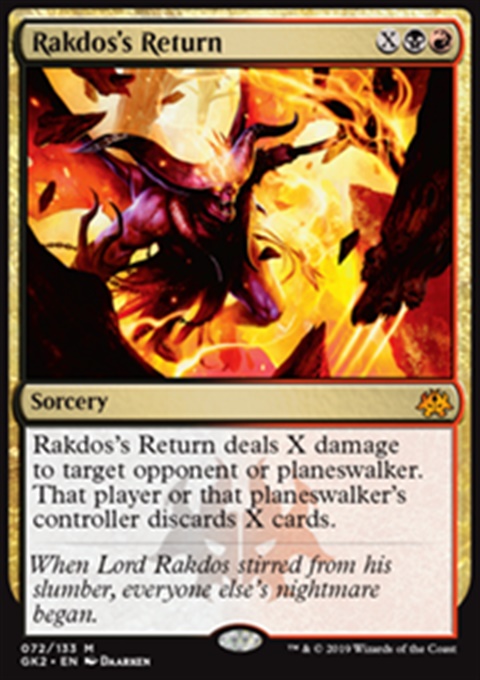 Rakdos's Return X
Sorcery
Rakdos's Return deals X damage
to target opponent or planeswalker.
That player or that planeswalker's
controller discards X cards.
When Lord Rakdos stirred from his
slumber, everyone else's nightmare
began.
072/133 M
GK2 • EN Daarken
™ & © 2019 Wizards of the Coast